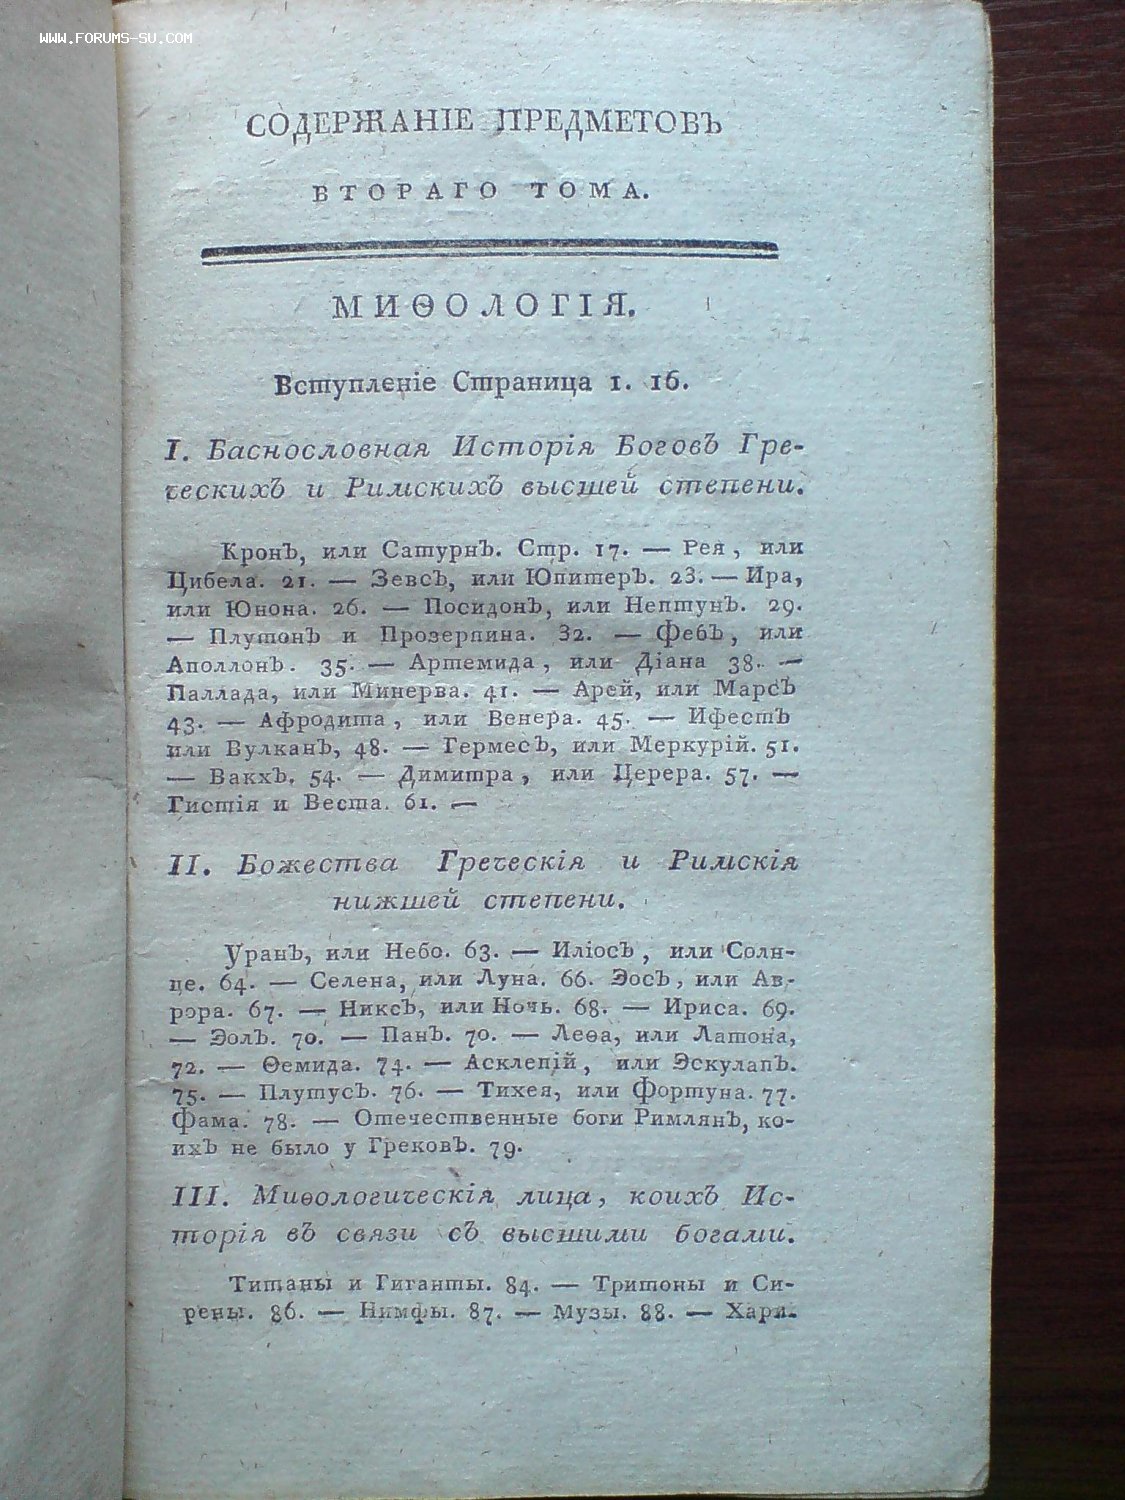 WWW.FORUMS-SU.COM
СОДЕРЖАНІЕ ПРЕДМЕТОВЪ
ВТОРАГО ТОМА.
МИѲОЛОГІЯ.
Вступленіе Страница 1. 16.
I. Баснословная Исторія Боговъ Гре-
ческихъ и Римскихъ высшей степени.
Кронъ, или Сатурнъ. Стр. 17. — Рея, или
Цибела. 21. — Зевсъ, или Юпитеръ. 23. — Ира,
или Юнона. 26. — Посидонъ, или Нептунъ. 29.
— Плутонъ и Прозерпина. 32. — Фебъ, или
Аполлонъ. 35. — Артемида, или Діана 38. —
Паллада, или Минерва. 41. — Арей, или Марсъ
43. — Афродита, или Венера. 45. — Ифестъ
или Вулканъ, 48. — Гермесъ, или Меркурій. 51.
— Вакхъ. 54. — Димитра, или Церера. 57. —
Гистія и Веста. 61. —
II. Божества Греческія и Римскія
нижшей степени.
Уранъ, или Небо. 63. — Иліосъ, или Солн-
це. 64. — Селена, или Луна. 66. Эосъ, или Ав-
рора. 67. — Никсъ, или Ночь. 68. — Ириса. 69.
— Эолъ. 70. — Панъ. 70. — Леѳа, или Латона,
72. — Ѳемида. 74. — Асклепій, или Эскулапъ.
75. — Плутусъ. 76. — Тихея, или Фортуна. 77.
Фама. 78. — Отечественные боги Римлянъ, ко-
ихъ не было у Грековъ. 79.
III. Миѳологическія лица, коихъ Ис-
торія въ связи съ высшими богами.
Титаны и Гиганты. 84. — Тритоны и Си-
рены. 86. — Нимфы. 87. — Музы. 88. — Хари-